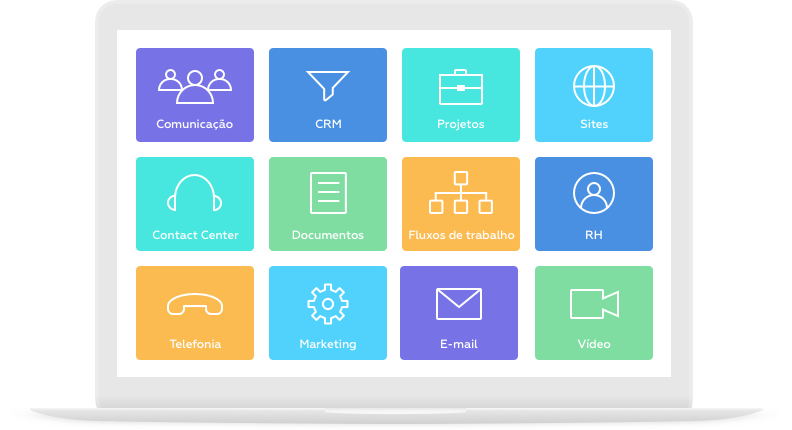 Comunicação
CRM
Projetos
Sites
Contact Center
Documentos
Fluxos de trabalho
RH
Telefonia
Marketing
E-mail
Vídeo